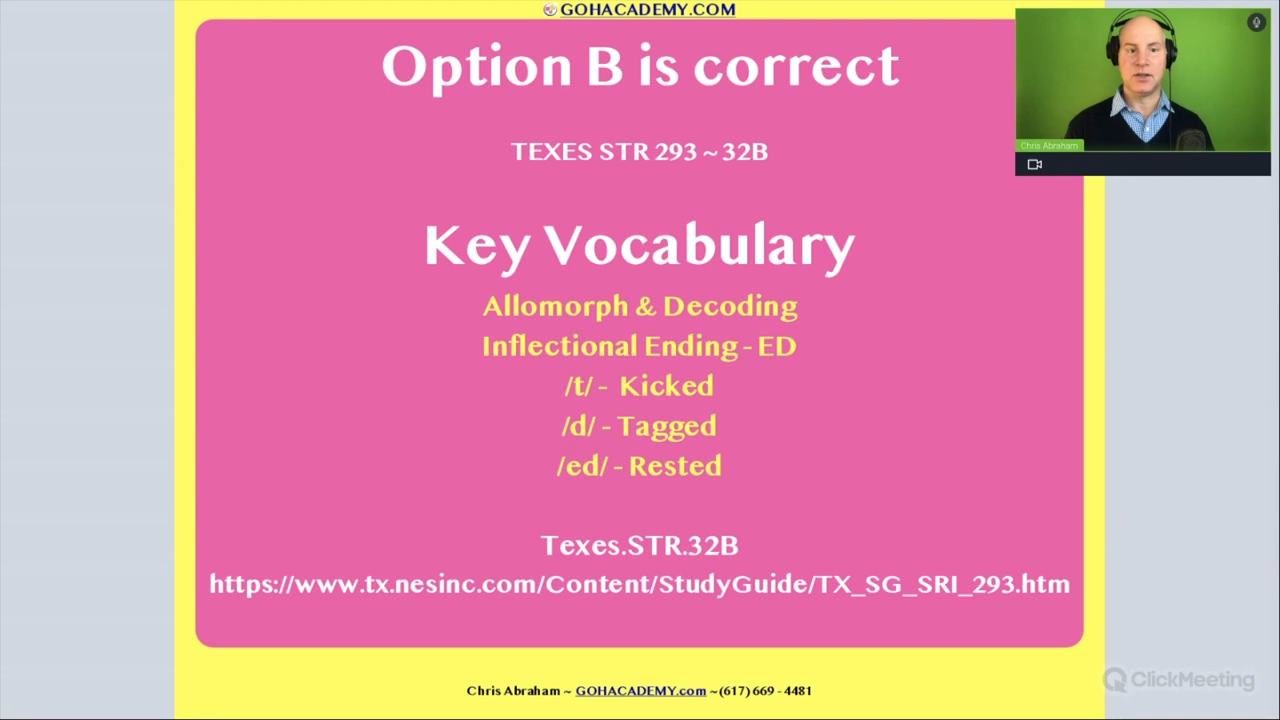 GOHACADEMY.COM
Option B is correct
TEXES STR 293 ~ 32B
Key Vocabulary
Allomorph & Decoding
Inflectional Ending - ED
/t/ - Kicked
/d/ - Tagged
/ed/ - Rested
Texes.STR.32B
https://www.tx.nesinc.com/Content/StudyGuide/TX_SG_SRI_293.htm
Chris Abraham ~ GOHACADEMY.com ~(617) 669 - 4481
Chris Abraham
ClickMeeting